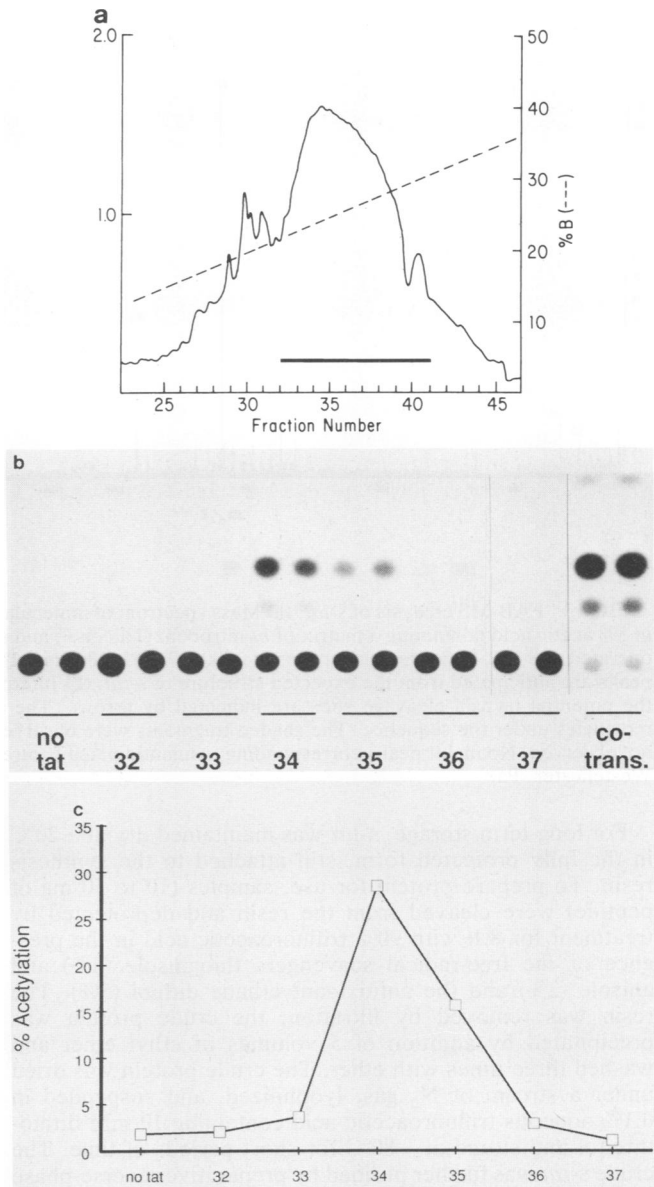 a
2.0
1.0
50
40
30
20
10
% B (---)
25 30 35 40 45
Fraction Number
b
no tat 32 33 34 35 36 37 co-trans.
c
35
30
25
20
15
10
5
0
% Acetylation
no tat 32 33 34 35 36 37